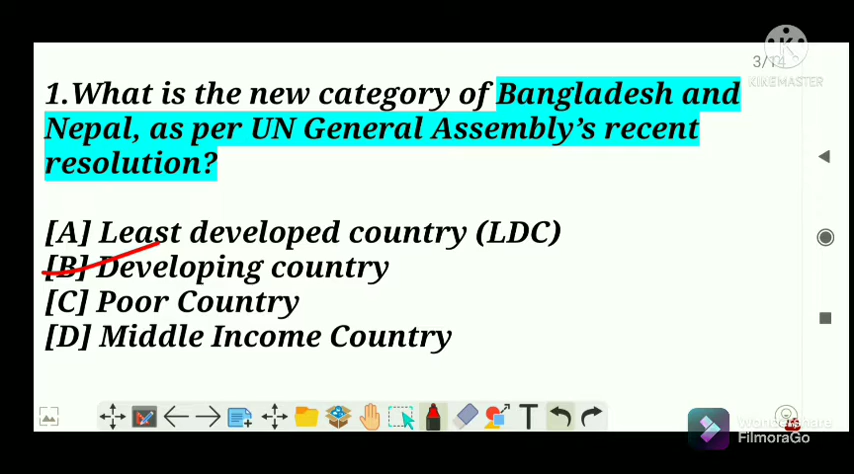 3/14
KINEMASTER
1.What is the new category of Bangladesh and
Nepal, as per UN General Assembly’s recent
resolution?
[A] Least developed country (LDC)
[B] Developing country
[C] Poor Country
[D] Middle Income Country
T
Wondershare
FilmoraGo